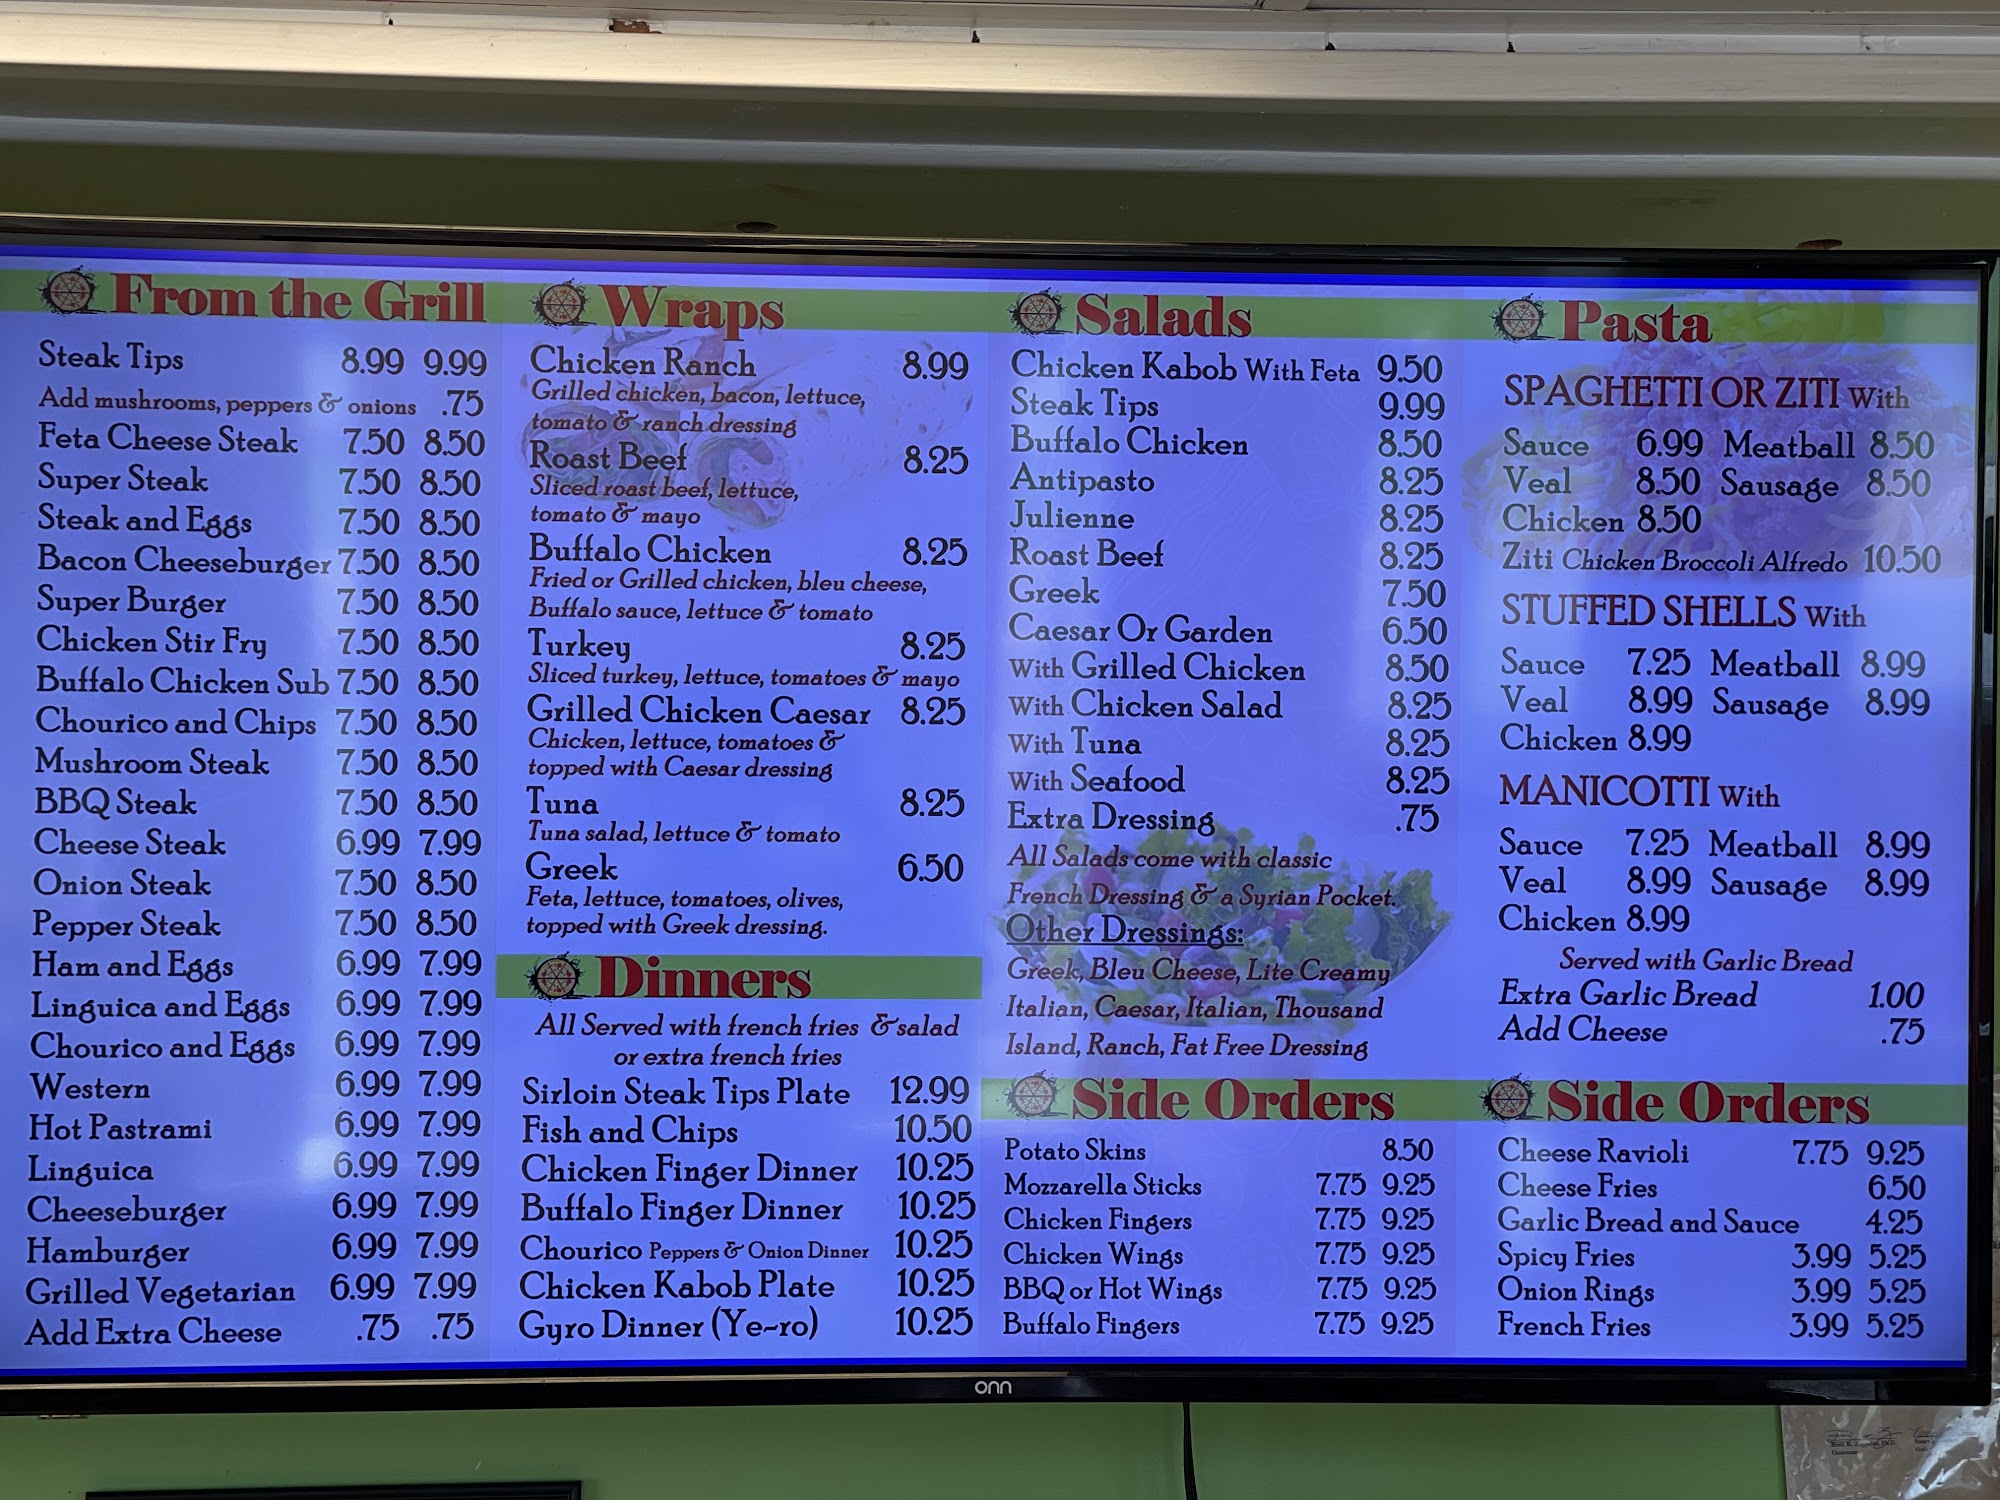 From the Grill
Steak Tips 8.99 9.99
Add mushrooms, peppers & onions .75
Feta Cheese Steak 7.50 8.50
Super Steak 7.50 8.50
Steak and Eggs 7.50 8.50
Bacon Cheeseburger 7.50 8.50
Super Burger 7.50 8.50
Chicken Stir Fry 7.50 8.50
Buffalo Chicken Sub 7.50 8.50
Chourico and Chips 7.50 8.50
Mushroom Steak 7.50 8.50
BBQ Steak 7.50 8.50
Cheese Steak 6.99 7.99
Onion Steak 7.50 8.50
Pepper Steak 7.50 8.50
Ham and Eggs 6.99 7.99
Linguica and Eggs 6.99 7.99
Chourico and Eggs 6.99 7.99
Western 6.99 7.99
Hot Pastrami 6.99 7.99
Linguica 6.99 7.99
Cheeseburger 6.99 7.99
Hamburger 6.99 7.99
Grilled Vegetarian 6.99 7.99
Add Extra Cheese .75 .75
Wraps
Chicken Ranch 8.99
Grilled chicken, bacon, lettuce,
tomato & ranch dressing
Roast Beef 8.25
Sliced roast beef, lettuce,
tomato & mayo
Buffalo Chicken 8.25
Fried or Grilled chicken, bleu cheese,
Buffalo sauce, lettuce & tomato
Turkey 8.25
Sliced turkey, lettuce, tomatoes & mayo
Grilled Chicken Caesar 8.25
Chicken, lettuce, tomatoes &
topped with Caesar dressing
Tuna 8.25
Tuna salad, lettuce & tomato
Greek 6.50
Feta, lettuce, tomatoes, olives,
topped with Greek dressing.
Dinners
All Served with french fries & salad
or extra french fries
Sirloin Steak Tips Plate 12.99
Fish and Chips 10.50
Chicken Finger Dinner 10.25
Buffalo Finger Dinner 10.25
Chourico Peppers & Onion Dinner 10.25
Chicken Kabob Plate 10.25
Gyro Dinner (Ye-ro) 10.25
Salads
Chicken Kabob With Feta 9.50
Steak Tips 9.99
Buffalo Chicken 8.50
Antipasto 8.25
Julienne 8.25
Roast Beef 8.25
Greek 7.50
Caesar Or Garden 6.50
With Grilled Chicken 8.50
With Chicken Salad 8.25
With Tuna 8.25
With Seafood 8.25
Extra Dressing .75
All Salads come with classic
French Dressing & a Syrian Pocket.
Other Dressings:
Greek, Bleu Cheese, Lite Creamy
Italian, Caesar, Italian, Thousand
Island, Ranch, Fat Free Dressing
Side Orders
Potato Skins 8.50
Mozzarella Sticks 7.75 9.25
Chicken Fingers 7.75 9.25
Chicken Wings 7.75 9.25
BBQ or Hot Wings 7.75 9.25
Buffalo Fingers 7.75 9.25
Pasta
SPAGHETTI OR ZITI With
Sauce 6.99 Meatball 8.50
Veal 8.50 Sausage 8.50
Chicken 8.50
Ziti Chicken Broccoli Alfredo 10.50
STUFFED SHELLS With
Sauce 7.25 Meatball 8.99
Veal 8.99 Sausage 8.99
Chicken 8.99
MANICOTTI With
Sauce 7.25 Meatball 8.99
Veal 8.99 Sausage 8.99
Chicken 8.99
Served with Garlic Bread
Extra Garlic Bread 1.00
Add Cheese .75
Side Orders
Cheese Ravioli 7.75 9.25
Cheese Fries 6.50
Garlic Bread and Sauce 4.25
Spicy Fries 3.99 5.25
Onion Rings 3.99 5.25
French Fries 3.99 5.25
onn